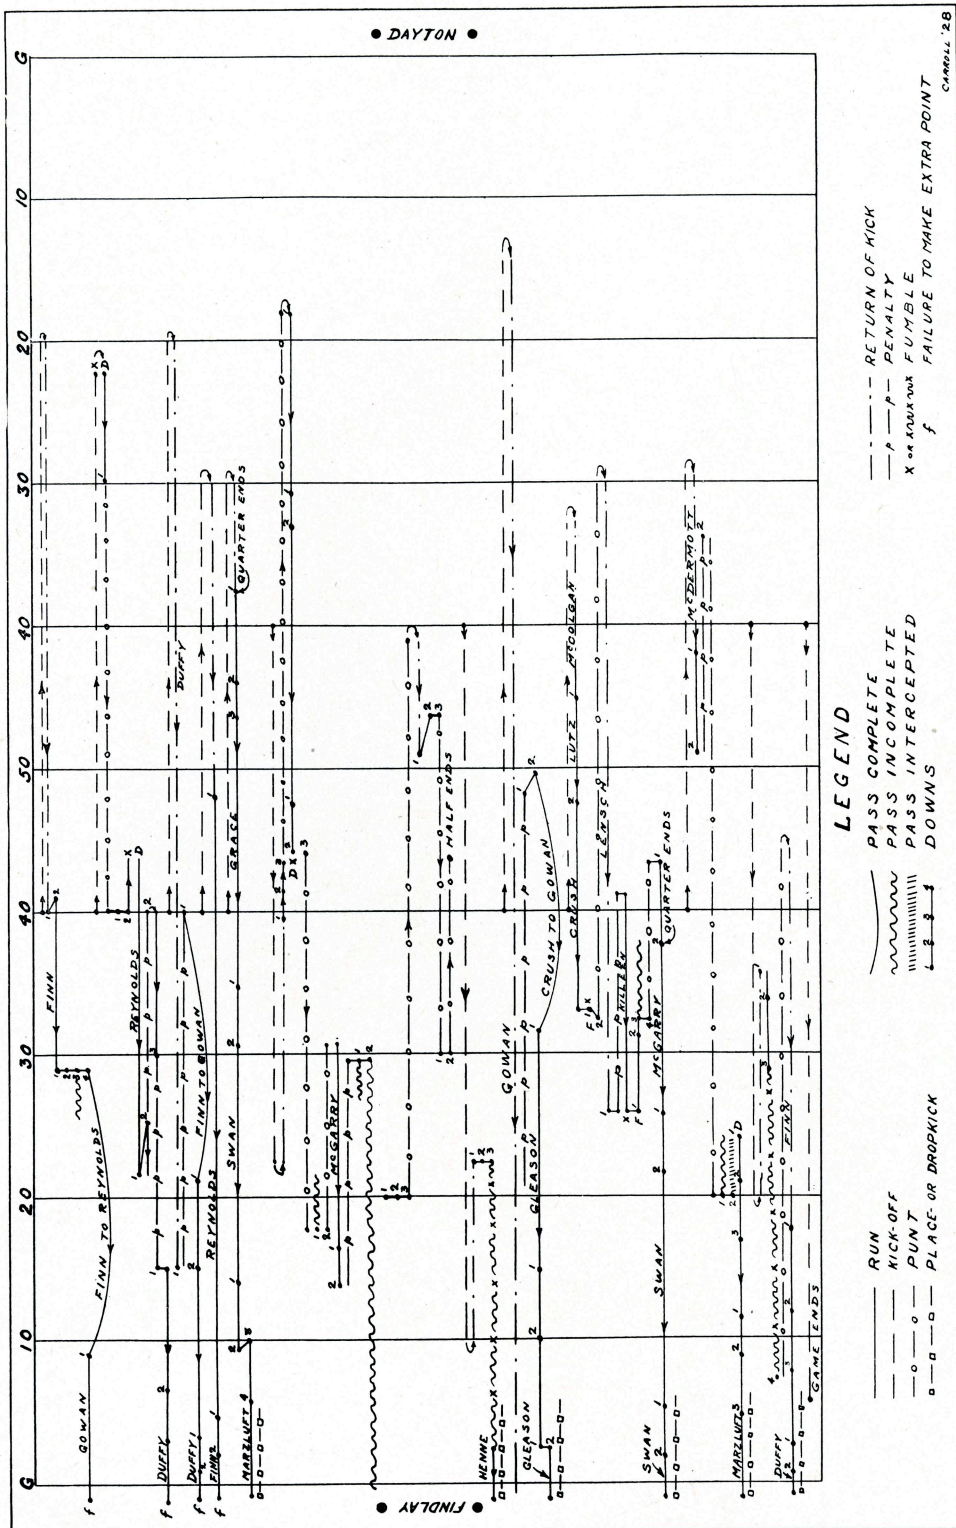 ● DAYTON ●
G
10
20
30
40
50
40
30
20
10
G
● FINDLAY ●
FINN
FINN TO REYNOLDS
GOWAN
f
REYNOLDS
DUFFY
DUFFY
f
FINN TO GOWAN
DUFFY
f
REYNOLDS
FINN
f
QUARTER ENDS
GRACE
SWAN
MARZLUFT
McGARRY
HALF ENDS
HENNE
GOWAN
CRUSH TO GOWAN
GLEASON
GLEASON
McCOLGAN
LUTZ
CRUSH
LENSCH
KILLEN
QUARTER ENDS
McGARRY
SWAN
SWAN
McDERMOTT
MARZLUFT
FINN
DUFFY
GAME ENDS
LEGEND
RUN
KICK-OFF
PUNT
PLACE- OR DROPKICK
PASS COMPLETE
PASS INCOMPLETE
PASS INTERCEPTED
DOWNS
RETURN OF KICK
PENALTY
X OR X FUMBLE
f FAILURE TO MAKE EXTRA POINT
CARROLL '28